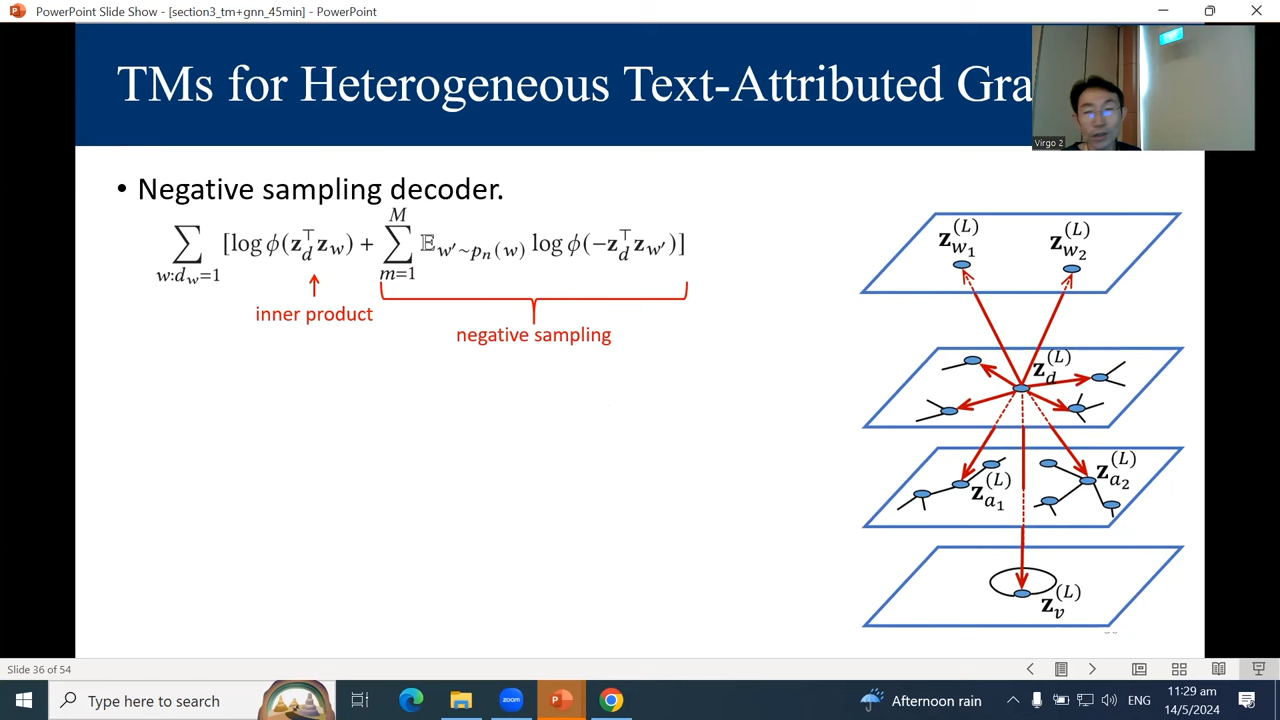 PowerPoint Slide Show - [section3_tm+gnn_45min] - PowerPoint
TMs for Heterogeneous Text-Attributed Gra
Virgo 2
• Negative sampling decoder.
∑_{w:d_w=1} [log ϕ(z_d^⊤ z_w) + ∑_{m=1}^{M} 𝔼_{w'∼p_n(w)} log ϕ(−z_d^⊤ z_{w'})]
inner product
negative sampling
z_{w_1}^{(L)}
z_{w_2}^{(L)}
z_d^{(L)}
z_{a_1}^{(L)}
z_{a_2}^{(L)}
z_v^{(L)}
Slide 36 of 54
Type here to search
zoom
Afternoon rain
ENG
11:29 am
14/5/2024